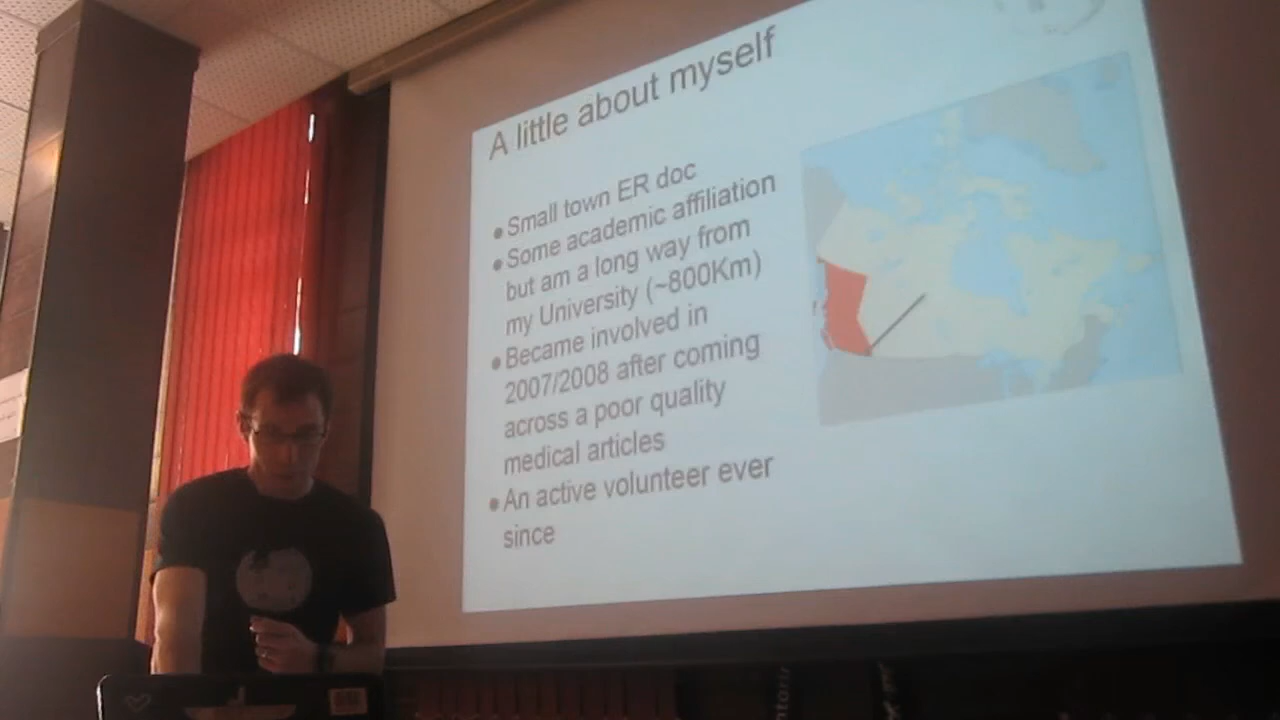 A little about myself
● Small town ER doc
● Some academic affiliation
but am a long way from
my University (~800Km)
● Became involved in
2007/2008 after coming
across a poor quality
medical articles
● An active volunteer ever
since